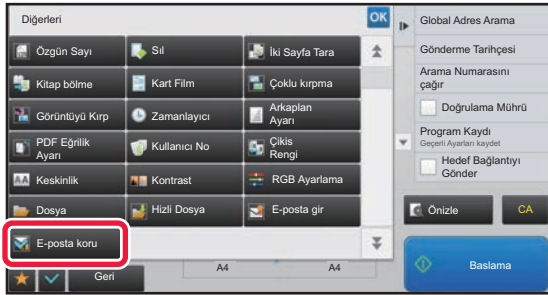 Diğerleri
OK
Özgün Sayı
Sıl
İki Sayfa Tara
Kitap bölme
Kart Film
Çoklu kırpma
Görüntüyü Kırp
Zamanlayıcı
Arkaplan
Ayarı
PDF Eğrilik
Ayarı
Kullanıcı No
Çikis
Rengi
Keskinlik
Kontrast
RGB Ayarlama
Dosya
Hizli Dosya
E-posta gir
E-posta koru
Geri
A4
A4
Global Adres Arama
Gönderme Tarihçesi
Arama Numarasını
çağır
Doğrulama Mührü
Program Kaydı
Geçerli Ayarları kaydet
Hedef Bağlantıyı
Gönder
Önizle
CA
Baslama